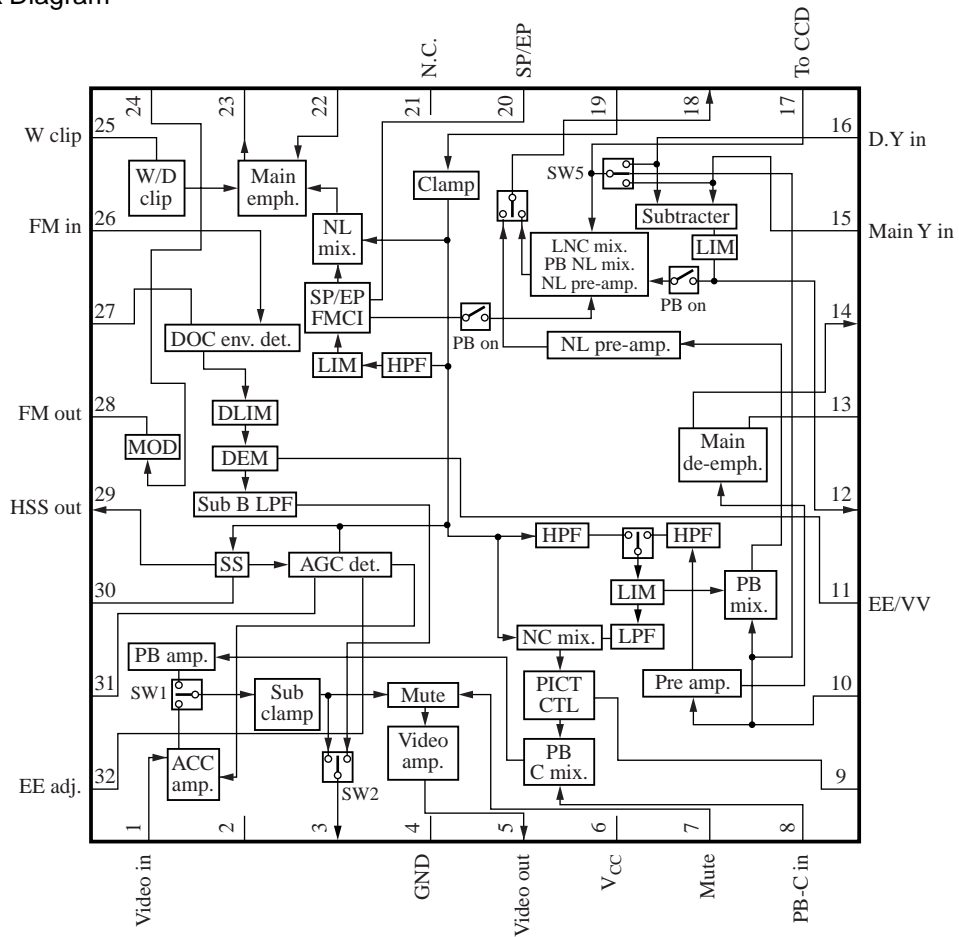 k Diagram
N.C.
SP/EP
To CCD
24
23
22
21
20
19
18
17
W clip
25
16
D.Y in
W/D
clip
Main
emph.
Clamp
SW5
Subtracter
FM in
26
15
Main Y in
NL
mix.
LNC mix.
PB NL mix.
NL pre-amp.
LIM
SP/EP
FMCI
PB on
PB on
27
14
DOC env. det.
LIM
HPF
NL pre-amp.
FM out
28
13
DLIM
MOD
DEM
Main
de-emph.
HSS out
29
12
Sub B LPF
HPF
HPF
SS
AGC det.
LIM
PB
mix.
30
11
EE/VV
NC mix.
LPF
PB amp.
31
10
SW1
Sub
clamp
Mute
PICT
CTL
Pre amp.
EE adj.
32
9
ACC
amp.
SW2
Video
amp.
PB
C mix.
1
2
3
4
5
6
7
8
Video in
GND
Video out
VCC
Mute
PB-C in